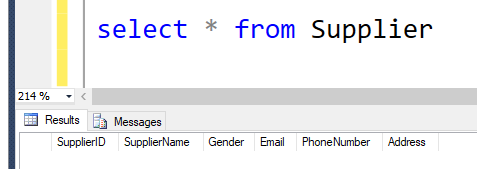 select * from Supplier
214 %
Results Messages
SupplierID SupplierName Gender Email PhoneNumber Address